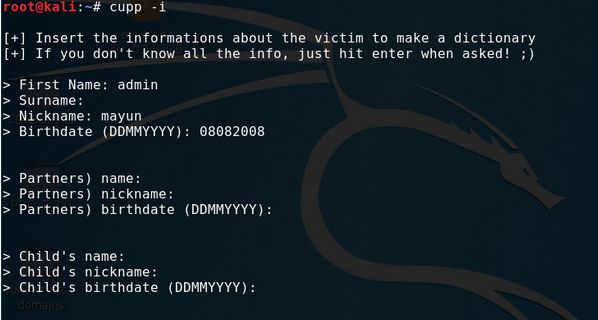 root@kali:~# cupp -i
[+] Insert the informations about the victim to make a dictionary
[+] If you don't know all the info, just hit enter when asked! ;)
> First Name: admin
> Surname:
> Nickname: mayun
> Birthdate (DDMMYYYY): 08082008
> Partners) name:
> Partners) nickname:
> Partners) birthdate (DDMMYYYY):
> Child's name:
> Child's nickname:
> Child's birthdate (DDMMYYYY):
domains